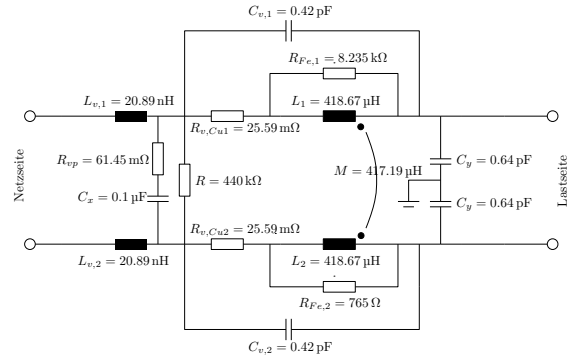 C_{v,1} = 0.42 pF
R_{Fe,1} = 8.235 kΩ
L_{v,1} = 20.89 nH
L_1 = 418.67 µH
R_{v,Cu1} = 25.59 mΩ
R_{vp} = 61.45 mΩ
Netzseite
C_x = 0.1 µF
R = 440 kΩ
M = 417.19 µH
C_y = 0.64 pF
C_y = 0.64 pF
Lastseite
R_{v,Cu2} = 25.59 mΩ
L_{v,2} = 20.89 nH
L_2 = 418.67 µH
R_{Fe,2} = 765 Ω
C_{v,2} = 0.42 pF